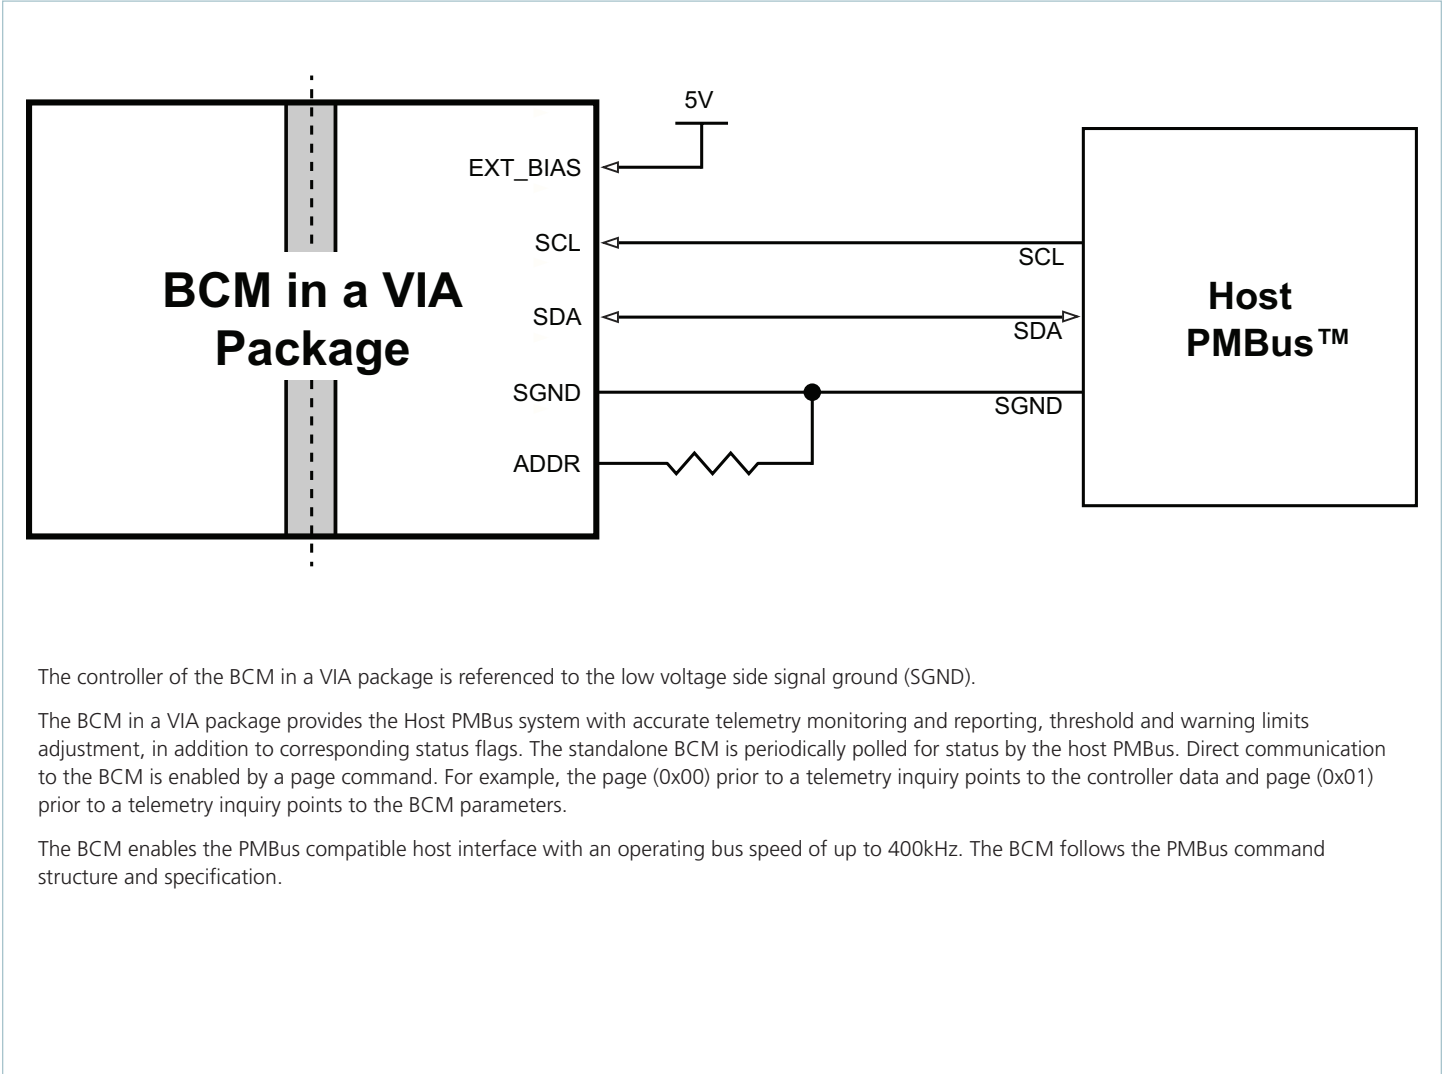 5V
EXT_BIAS
SCL
SCL
BCM in a VIA
Package
SDA
SDA
Host
PMBus™
SGND
SGND
ADDR
The controller of the BCM in a VIA package is referenced to the low voltage side signal ground (SGND).
The BCM in a VIA package provides the Host PMBus system with accurate telemetry monitoring and reporting, threshold and warning limits
adjustment, in addition to corresponding status flags. The standalone BCM is periodically polled for status by the host PMBus. Direct communication
to the BCM is enabled by a page command. For example, the page (0x00) prior to a telemetry inquiry points to the controller data and page (0x01)
prior to a telemetry inquiry points to the BCM parameters.
The BCM enables the PMBus compatible host interface with an operating bus speed of up to 400kHz. The BCM follows the PMBus command
structure and specification.